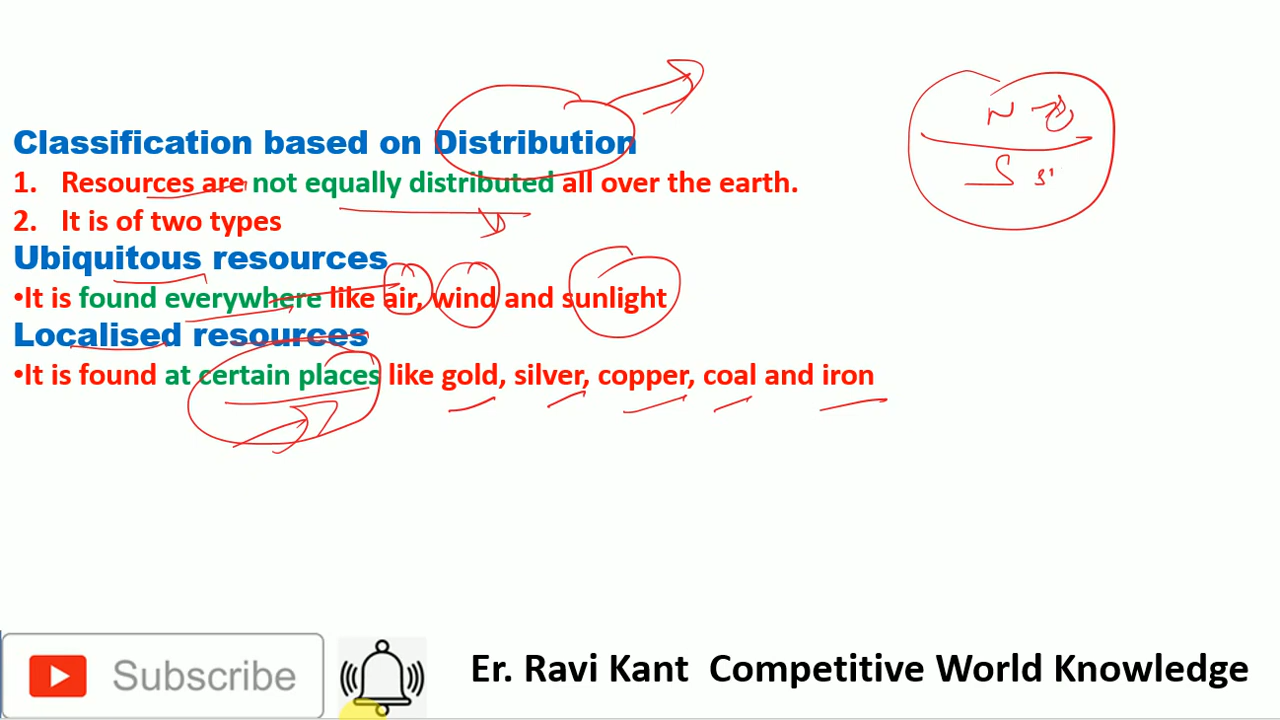 Classification based on Distribution
1. Resources are not equally distributed all over the earth.
2. It is of two types
Ubiquitous resources
•It is found everywhere like air, wind and sunlight
Localised resources
•It is found at certain places like gold, silver, copper, coal and iron
N
S
Subscribe
Er. Ravi Kant Competitive World Knowledge